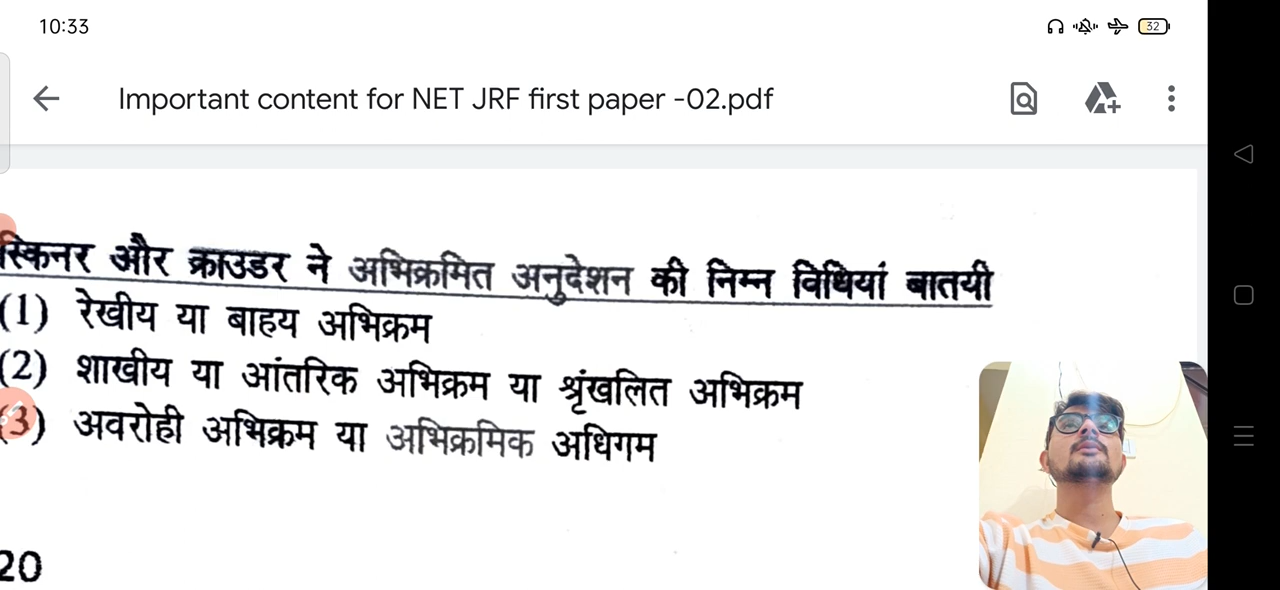 10:33
32
Important content for NET JRF first paper -02.pdf
स्किनर और क्राउडर ने अभिक्रमित अनुदेशन की निम्न विधियां बातयी
(1) रेखीय या बाहय अभिक्रम
(2) शाखीय या आंतरिक अभिक्रम या श्रृंखलित अभिक्रम
(3) अवरोही अभिक्रम या अभिक्रमिक अधिगम
20